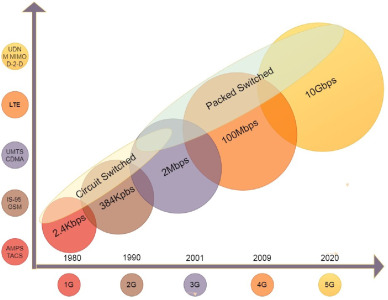 UDN
M MIMO
D-2-D
LTE
UMTS
CDMA
IS-95
GSM
AMPS
TACS
Circuit Switched
Packed Switched
2.4Kbps
384Kpbs
2Mbps
100Mbps
10Gbps
1980 1990 2001 2009 2020
1G 2G 3G 4G 5G